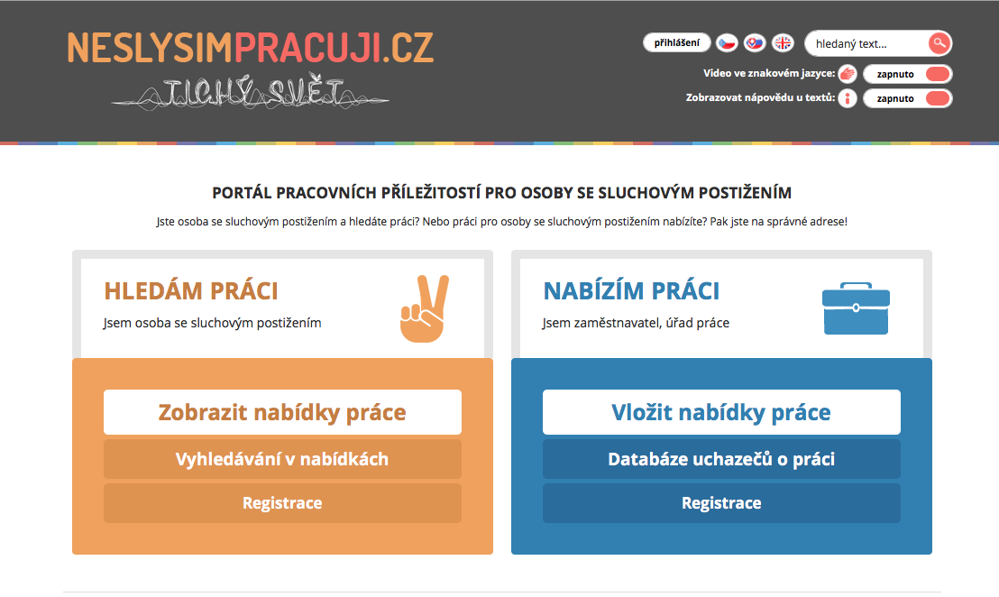 NESLYSIMPRACUJI.CZ
TICHÝ SVĚT
přihlášení
hledaný text...
Video ve znakovém jazyce:
zapnuto
Zobrazovat nápovědu u textů:
zapnuto
PORTÁL PRACOVNÍCH PŘÍLEŽITOSTÍ PRO OSOBY SE SLUCHOVÝM POSTIŽENÍM
Jste osoba se sluchovým postižením a hledáte práci? Nebo práci pro osoby se sluchovým postižením nabízíte? Pak jste na správné adrese!
HLEDÁM PRÁCI
Jsem osoba se sluchovým postižením
Zobrazit nabídky práce
Vyhledávání v nabídkách
Registrace
NABÍZÍM PRÁCI
Jsem zaměstnavatel, úřad práce
Vložit nabídky práce
Databáze uchazečů o práci
Registrace